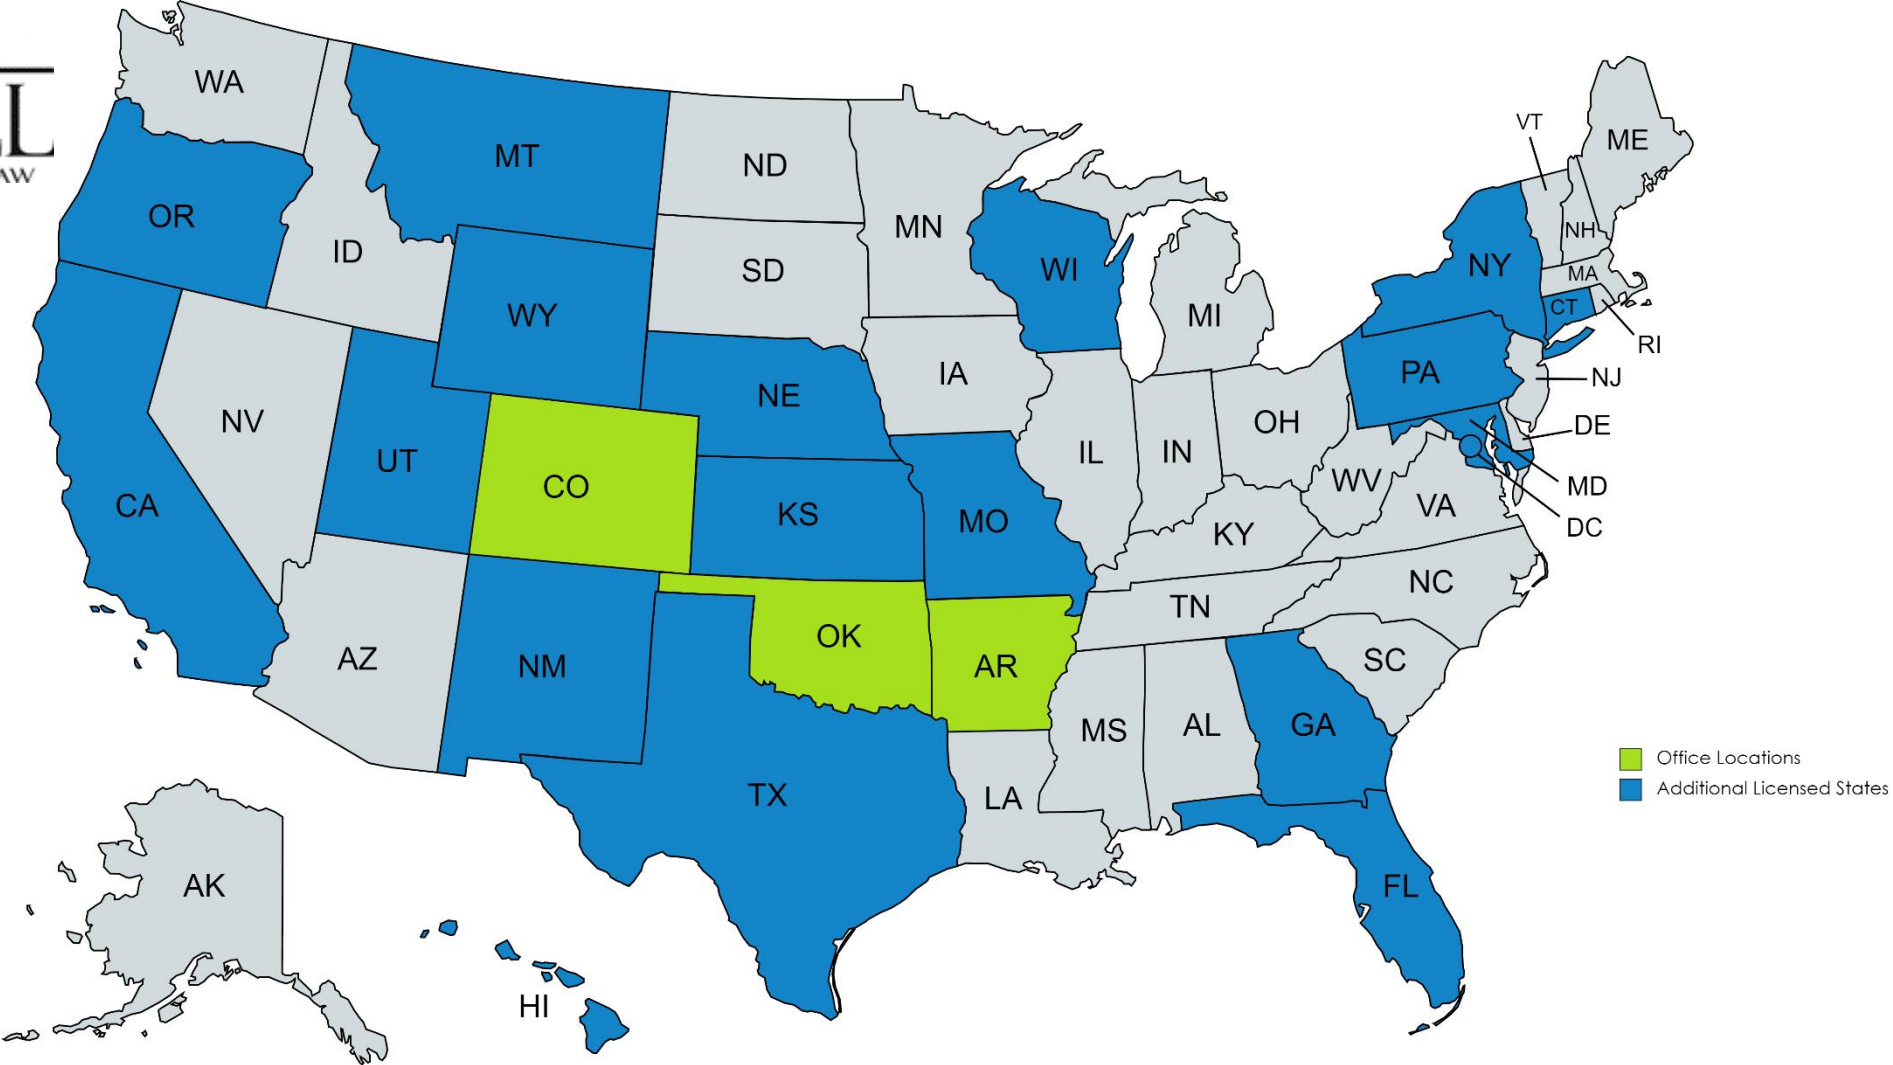 WA
MT
ND
MN
VT
ME
OR
ID
SD
WI
MI
NY
NH
MA
CT
RI
WY
NE
IA
PA
NJ
NV
UT
CO
KS
MO
IL
IN
OH
WV
VA
DE
MD
DC
CA
KY
NC
TN
AZ
NM
OK
AR
SC
MS
AL
GA
TX
LA
FL
AK
HI
Office Locations
Additional Licensed States